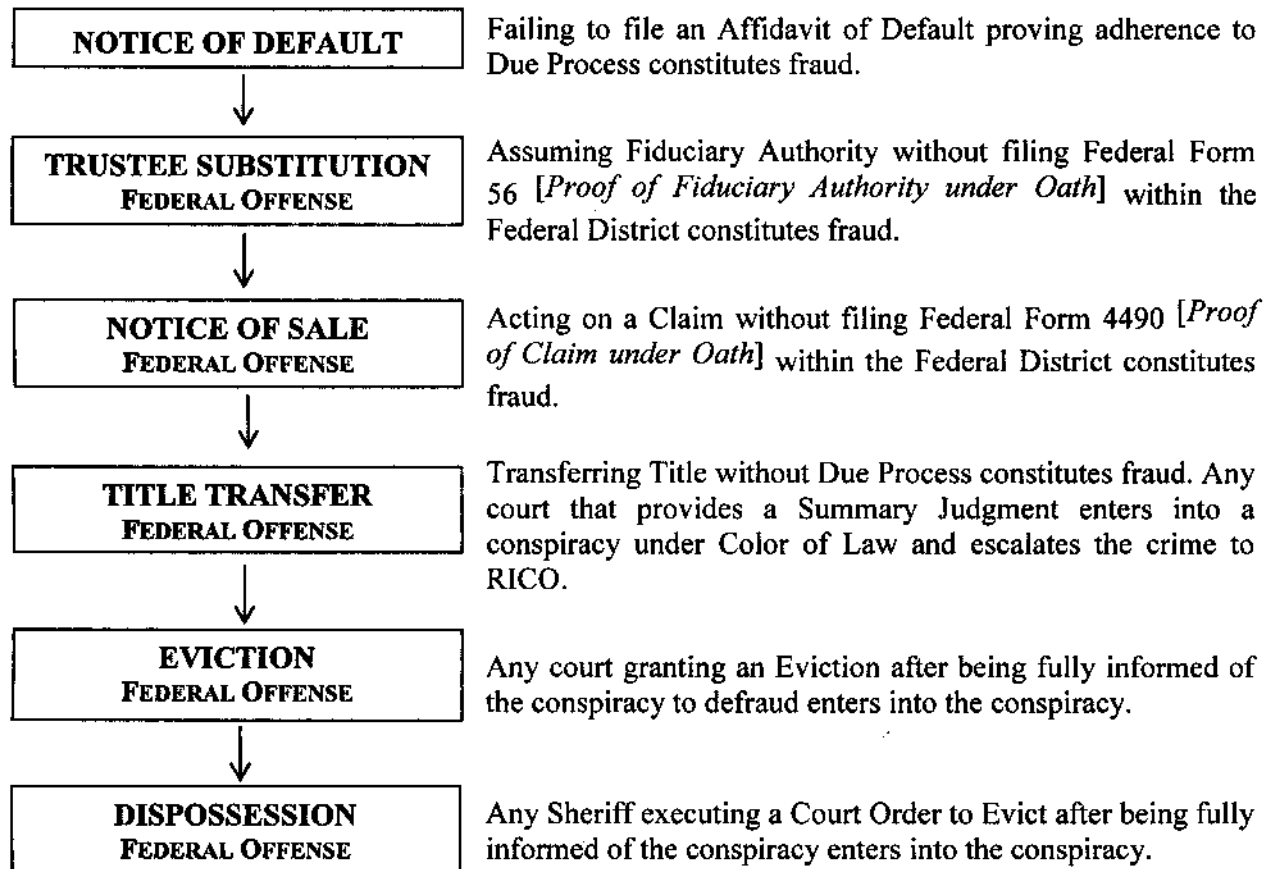 NOTICE OF DEFAULT
Failing to file an Affidavit of Default proving adherence to
Due Process constitutes fraud.
TRUSTEE SUBSTITUTION
FEDERAL OFFENSE
Assuming Fiduciary Authority without filing Federal Form
56 [Proof of Fiduciary Authority under Oath] within the
Federal District constitutes fraud.
NOTICE OF SALE
FEDERAL OFFENSE
Acting on a Claim without filing Federal Form 4490 [Proof
of Claim under Oath] within the Federal District constitutes
fraud.
TITLE TRANSFER
FEDERAL OFFENSE
Transferring Title without Due Process constitutes fraud. Any
court that provides a Summary Judgment enters into a
conspiracy under Color of Law and escalates the crime to
RICO.
EVICTION
FEDERAL OFFENSE
Any court granting an Eviction after being fully informed of
the conspiracy to defraud enters into the conspiracy.
DISPOSSESSION
FEDERAL OFFENSE
Any Sheriff executing a Court Order to Evict after being fully
informed of the conspiracy enters into the conspiracy.